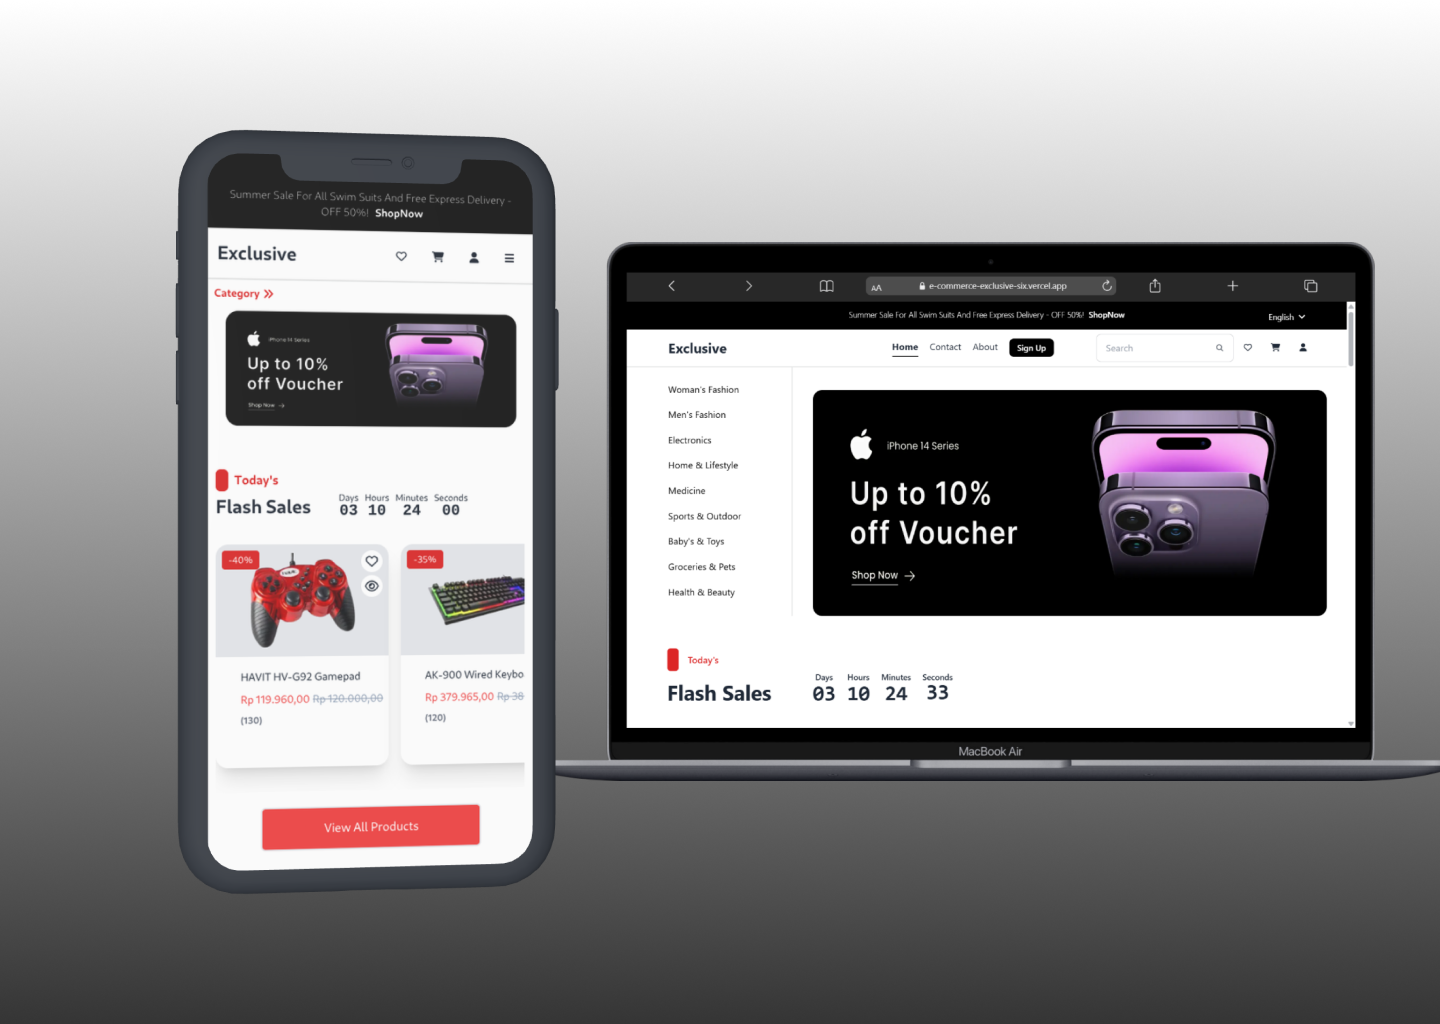 Summer Sale For All Swim Suits And Free Express Delivery -
OFF 50%! ShopNow
Exclusive
Category
iPhone 14 Series
Up to 10%
off Voucher
Shop Now
Today's
Flash Sales
Days Hours Minutes Seconds
03 10 24 00
-40%
-35%
HAVIT HV-G92 Gamepad
Rp 119.960,00 Rp 120.000,00
(130)
AK-900 Wired Keybo
Rp 379.965,00 Rp 38
(120)
View All Products
AA
e-commerce-exclusive-six.vercel.app
Summer Sale For All Swim Suits And Free Express Delivery - OFF 50%! ShopNow
English
Exclusive
Home Contact About Sign Up
Search
Woman's Fashion
Men's Fashion
Electronics
Home & Lifestyle
Medicine
Sports & Outdoor
Baby's & Toys
Groceries & Pets
Health & Beauty
iPhone 14 Series
Up to 10%
off Voucher
Shop Now
Today's
Flash Sales
Days Hours Minutes Seconds
03 10 24 33
MacBook Air